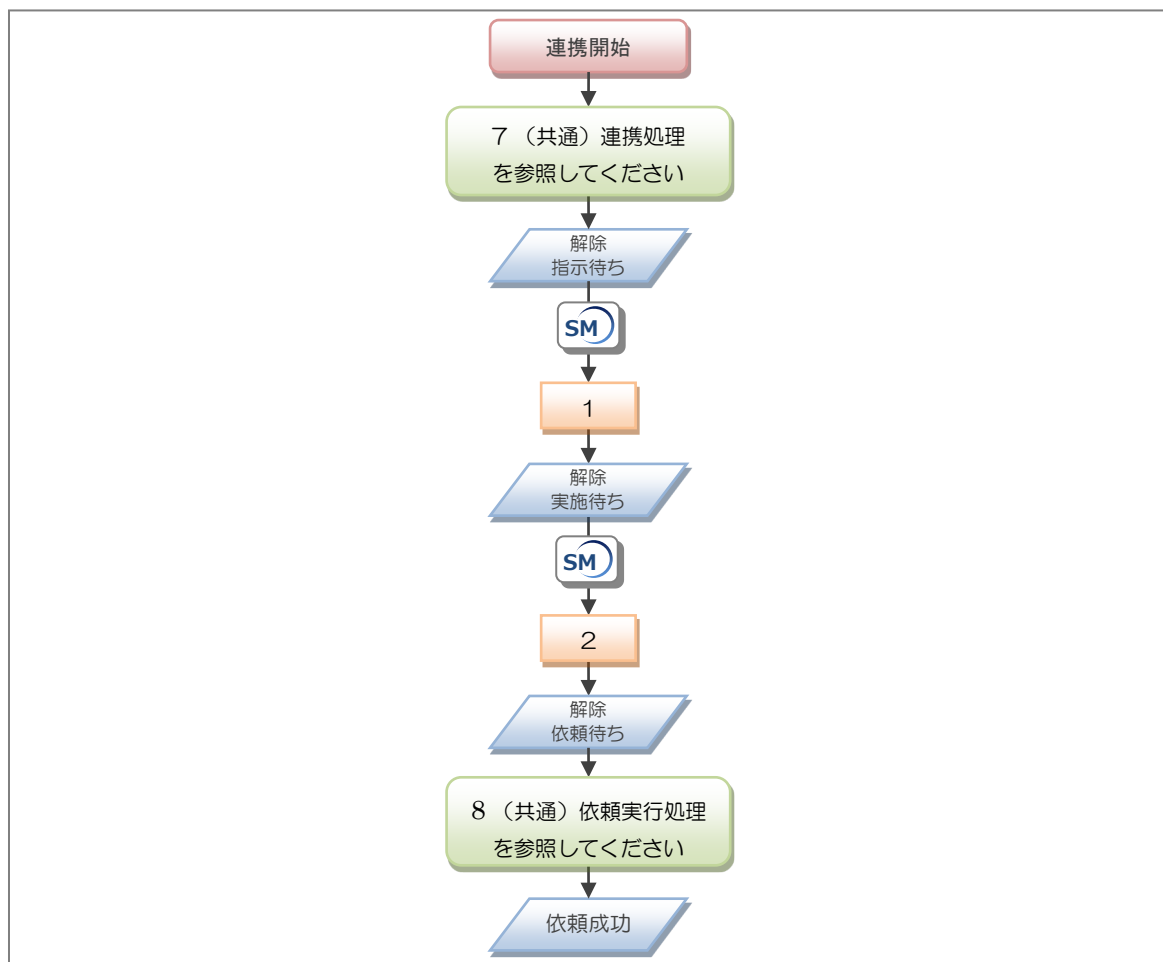 連携開始
７ （共通）連携処理
を参照してください
解除
指示待ち
SM
１
解除
実施待ち
SM
２
解除
依頼待ち
８ （共通）依頼実行処理
を参照してください
依頼成功